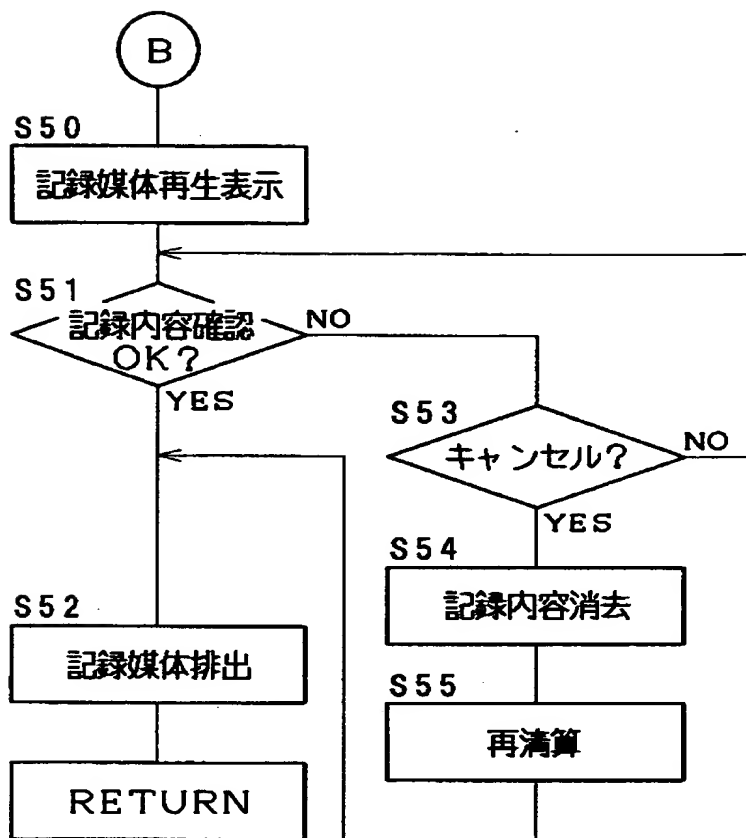 B
S50
記録媒体再生表示
S51
記録内容確認
OK?
NO
YES
S53
キャンセル?
NO
YES
S54
記録内容消去
S52
記録媒体排出
S55
再清算
RETURN